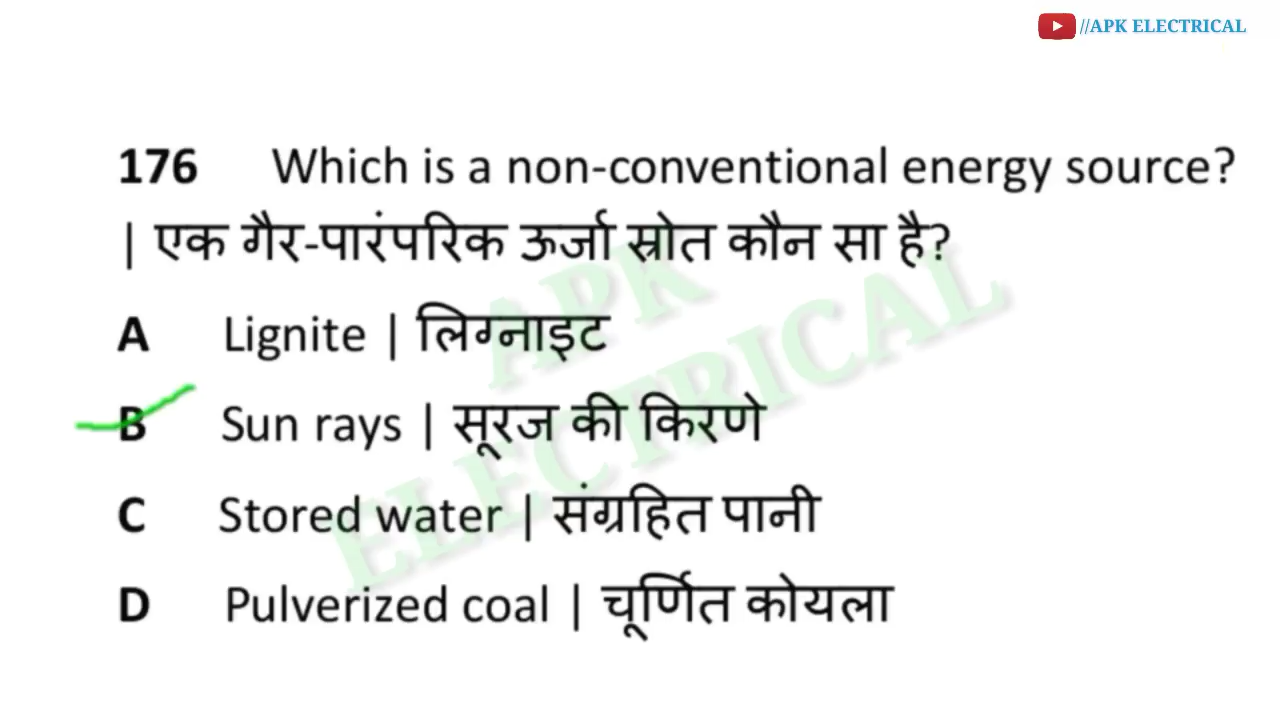 //APK ELECTRICAL
176 Which is a non-conventional energy source?
| एक गैर-पारंपरिक ऊर्जा स्रोत कौन सा है?
A Lignite | लिग्नाइट
B Sun rays | सूरज की किरणे
C Stored water | संग्रहित पानी
D Pulverized coal | चूर्णित कोयला
APK
ELECTRICAL